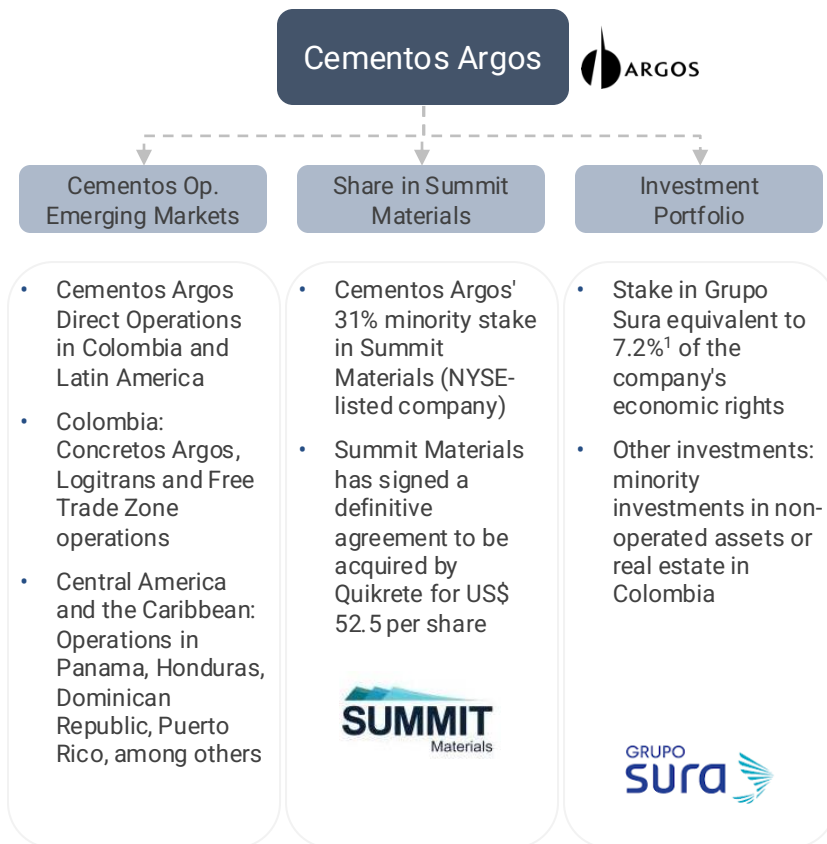 Cementos Argos
ARGOS
Cementos Op.
Emerging Markets
Share in Summit
Materials
Investment
Portfolio
• Cementos Argos
Direct Operations
in Colombia and
Latin America
• Colombia:
Concretos Argos,
Logitrans and Free
Trade Zone
operations
• Central America
and the Caribbean:
Operations in
Panama, Honduras,
Dominican
Republic, Puerto
Rico, among others
• Cementos Argos'
31% minority stake
in Summit
Materials (NYSE-
listed company)
• Summit Materials
has signed a
definitive
agreement to be
acquired by
Quikrete for US$
52.5 per share
SUMMIT
Materials
• Stake in Grupo
Sura equivalent to
7.2%¹ of the
company's
economic rights
• Other investments:
minority
investments in non-
operated assets or
real estate in
Colombia
GRUPO
sura